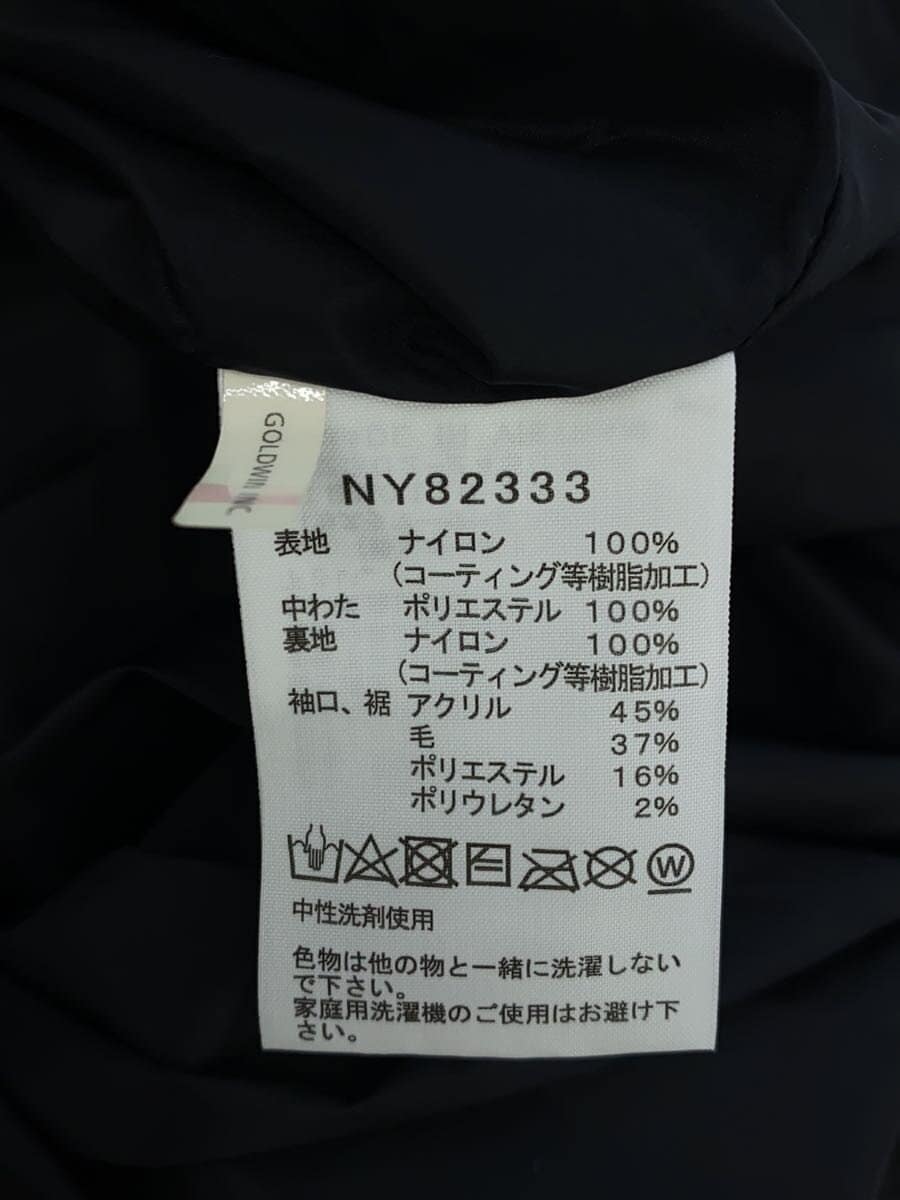 GOLDWIN INC
NY82333
表地 ナイロン 100%
(コーティング等樹脂加工)
中わた ポリエステル 100%
裏地 ナイロン 100%
(コーティング等樹脂加工)
袖口、裾 アクリル 45%
毛 37%
ポリエステル 16%
ポリウレタン 2%
W
中性洗剤使用
色物は他の物と一緒に洗濯しない
で下さい。
家庭用洗濯機のご使用はお避け下
さい。